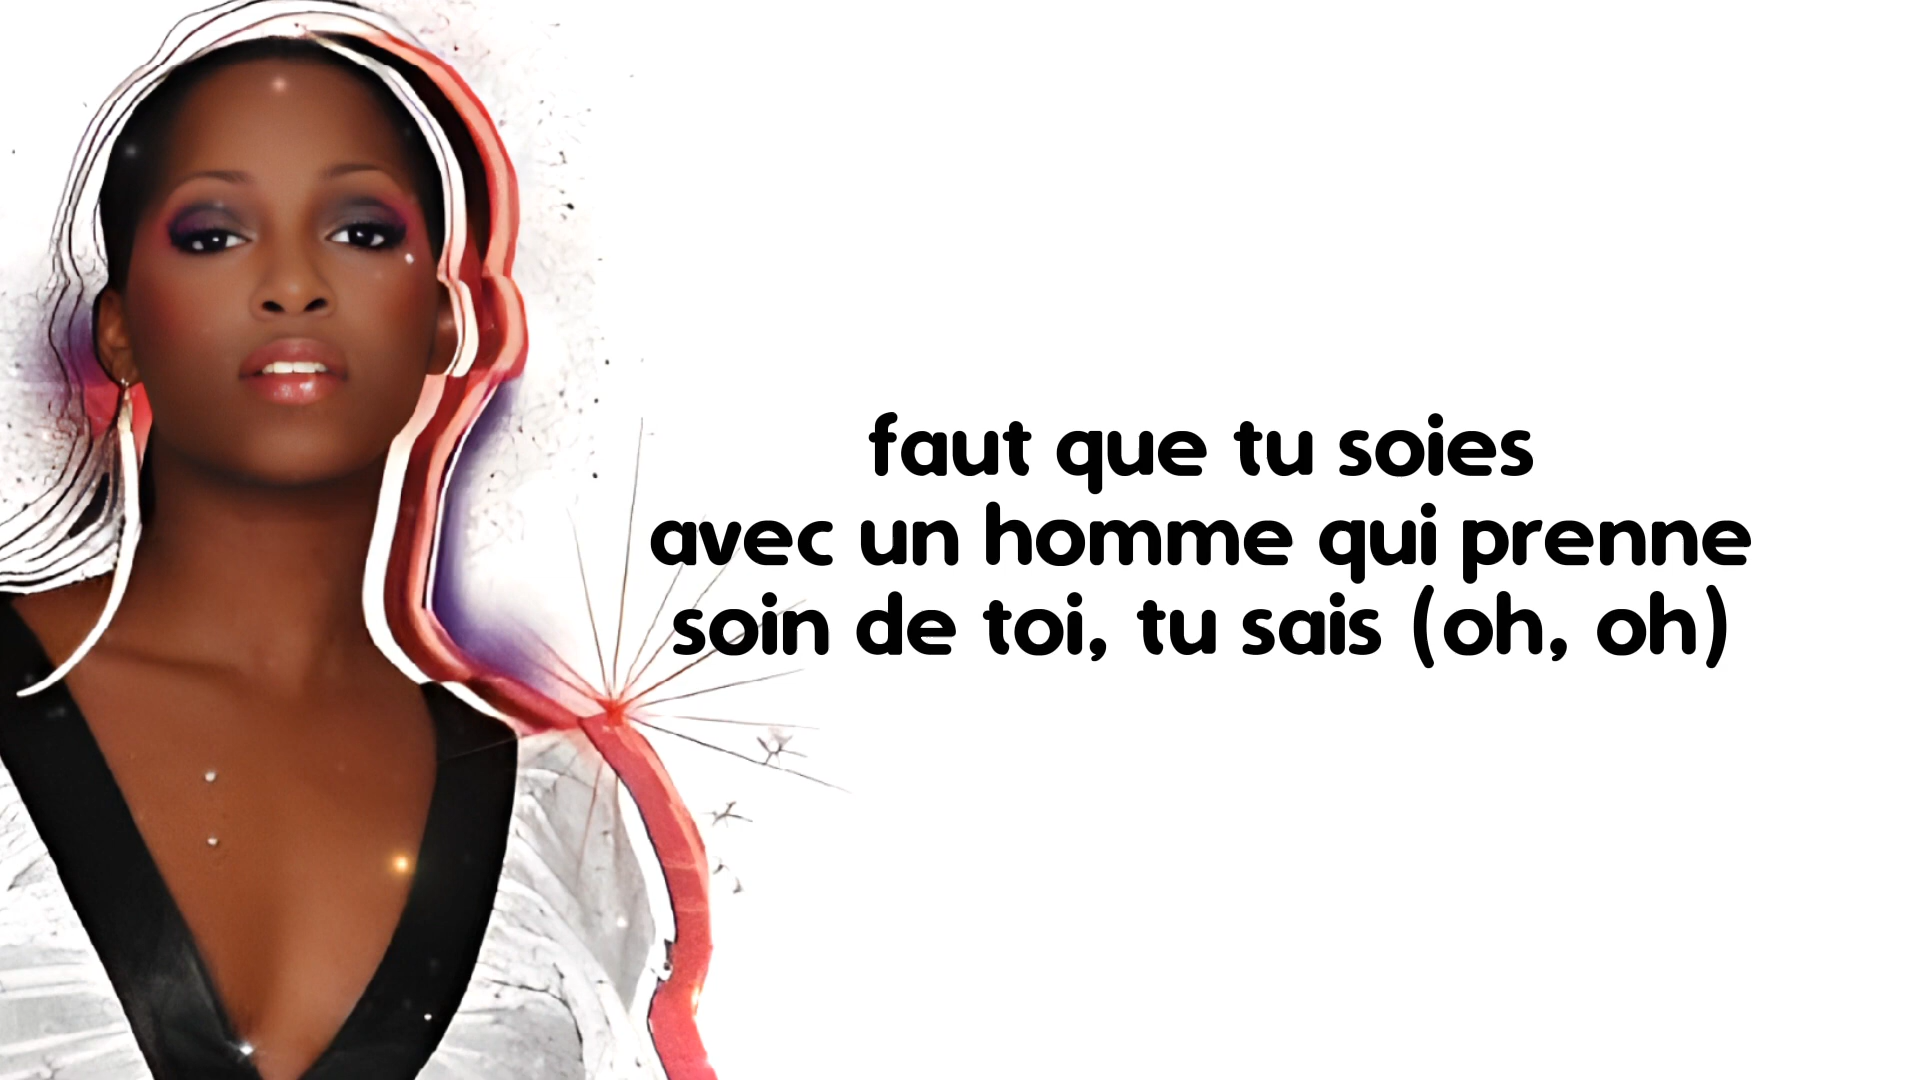 faut que tu soies
avec un homme qui prenne
soin de toi, tu sais (oh, oh)